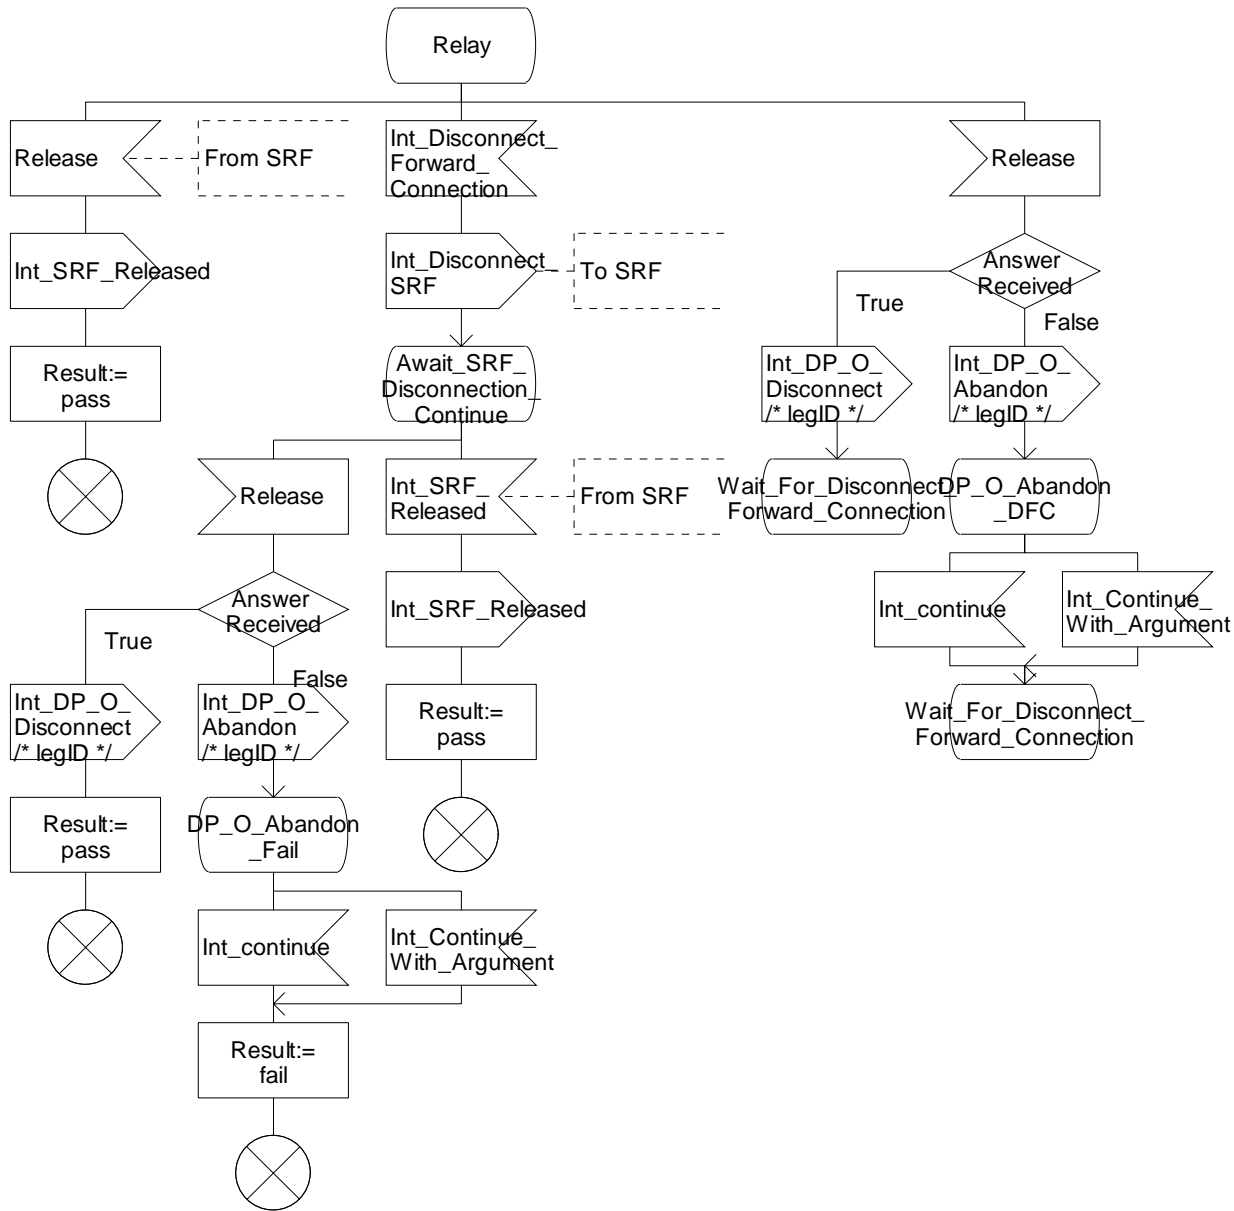 Relay
Release
From SRF
Int_Disconnect_
Forward_
Connection
Release
Int_SRF_Released
Int_Disconnect_
SRF
To SRF
Answer
Received
True
False
Result:=
pass
Await_SRF_
Disconnection_
Continue
Int_DP_O_
Disconnect
/* legID */
Int_DP_O_
Abandon
/* legID */
Release
Int_SRF_
Released
From SRF
Wait_For_Disconnect_
Forward_Connection
DP_O_Abandon
_DFC
Answer
Received
True
False
Int_SRF_Released
Int_continue
Int_Continue_
With_Argument
Int_DP_O_
Disconnect
/* legID */
Int_DP_O_
Abandon
/* legID */
Result:=
pass
Wait_For_Disconnect_
Forward_Connection
Result:=
pass
DP_O_Abandon
_Fail
Int_continue
Int_Continue_
With_Argument
Result:=
fail